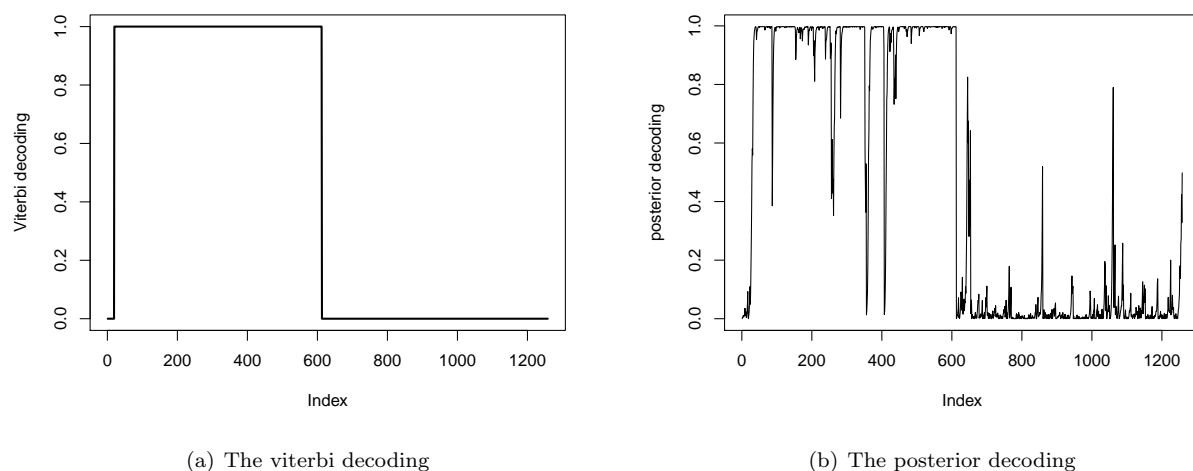 Viterbi decoding
1.0
0.8
0.6
0.4
0.2
0.0
0 200 400 600 800 1000 1200
Index
(a) The viterbi decoding
posterior decoding
1.0
0.8
0.6
0.4
0.2
0.0
0 200 400 600 800 1000 1200
Index
(b) The posterior decoding